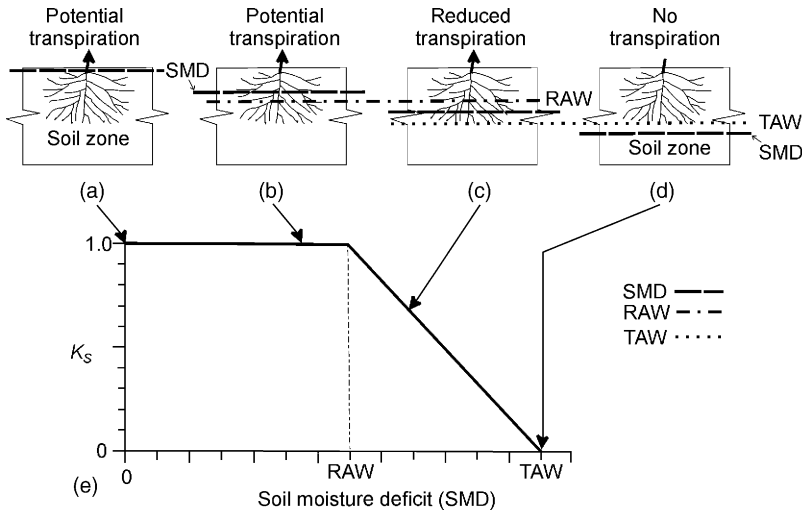 Potential
transpiration
Potential
transpiration
Reduced
transpiration
No
transpiration
SMD
RAW
TAW
SMD
Soil zone
Soil zone
(a)
(b)
(c)
(d)
1.0
K_s
0
0
RAW
TAW
SMD
RAW
TAW
(e)
Soil moisture deficit (SMD)